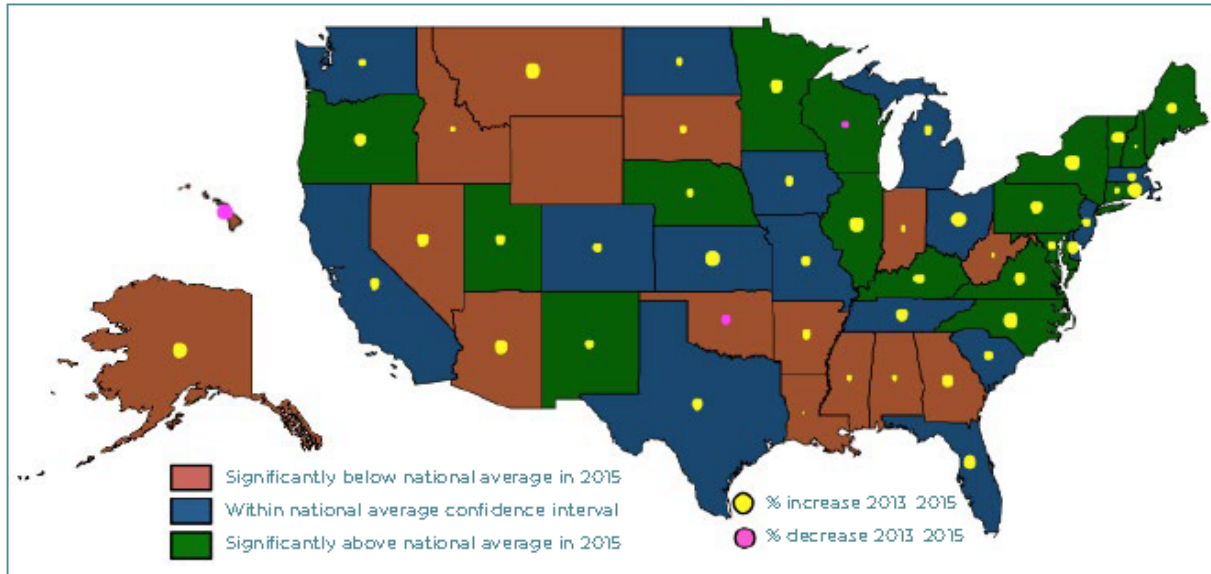 Significantly below national average in 2015
Within national average confidence interval
Significantly above national average in 2015
% increase 2013 2015
% decrease 2013 2015